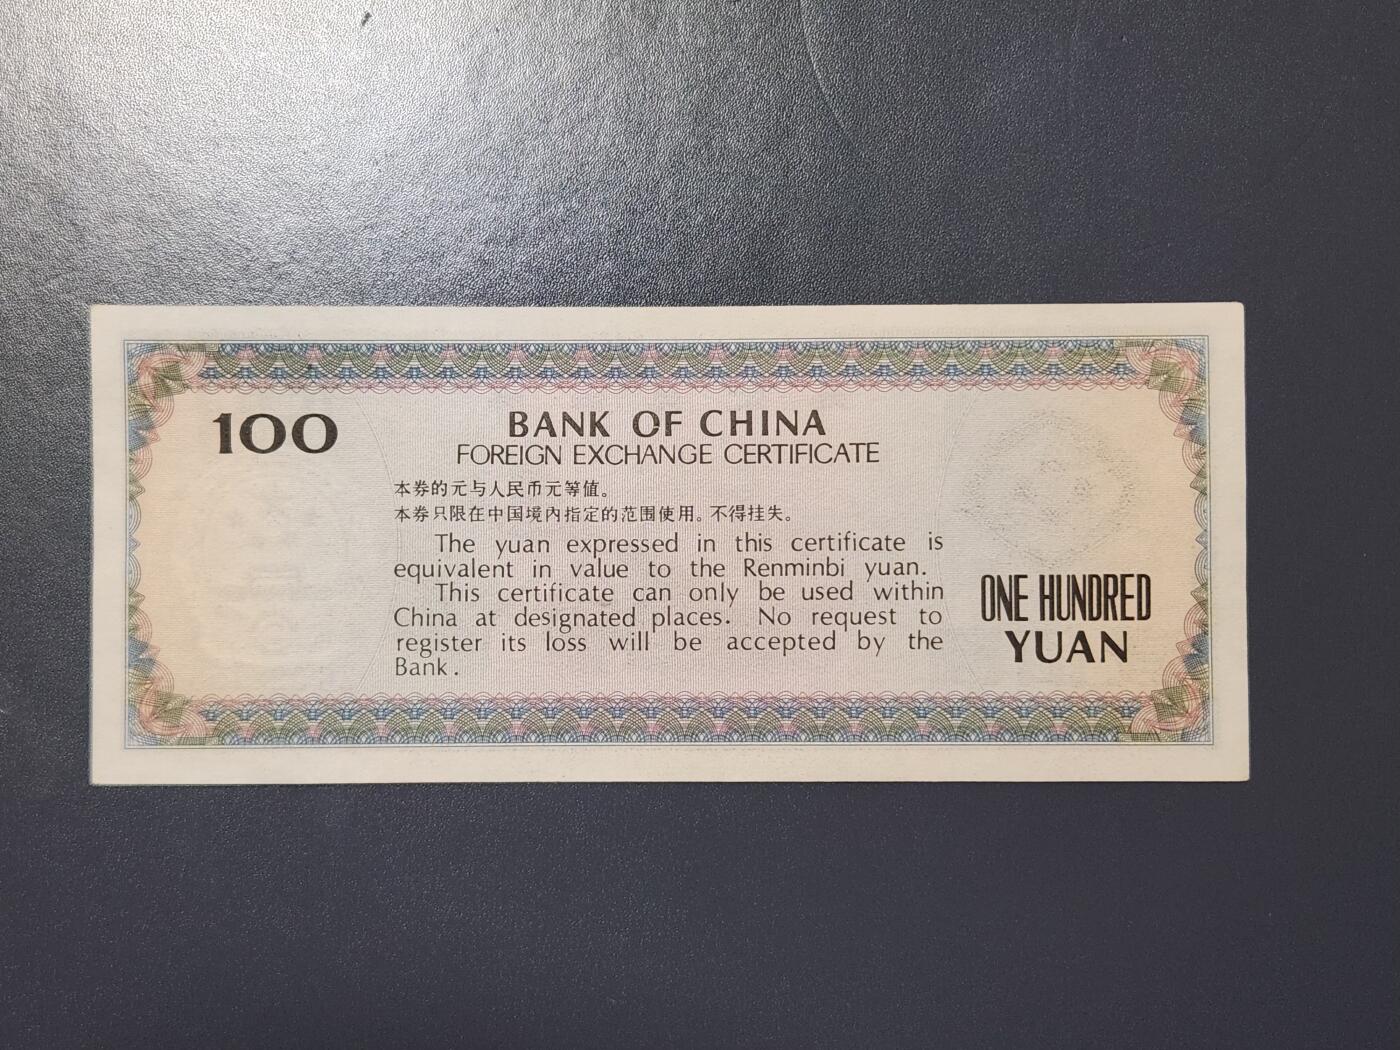 100
BANK OF CHINA
FOREIGN EXCHANGE CERTIFICATE
本券的元与人民币元等值。
本券只限在中国境内指定的范围使用。不得挂失。
The yuan expressed in this certificate is
equivalent in value to the Renminbi yuan.
This certificate can only be used within
China at designated places. No request to
register its loss will be accepted by the
Bank.
ONE HUNDRED
YUAN